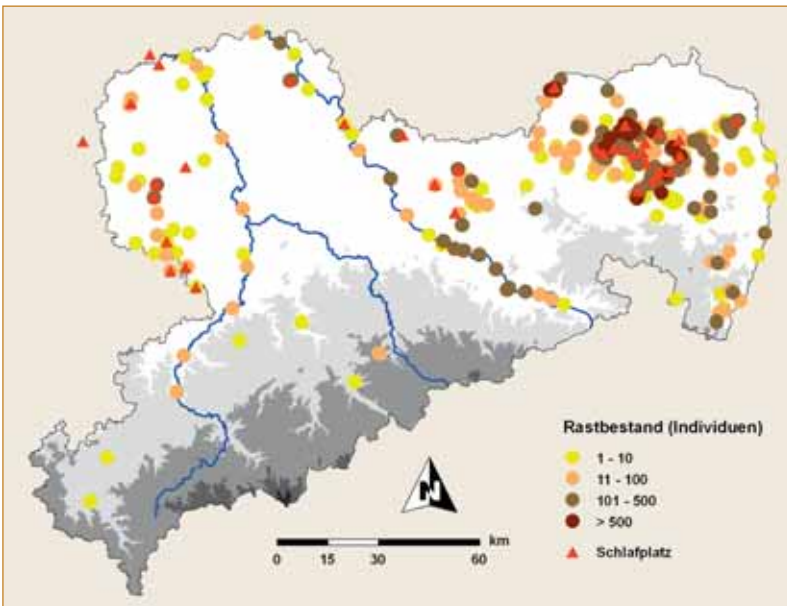 Rastbestand (Individuen)
1 - 10
11 - 100
101 - 500
> 500
Schlafplatz
N
km
0 15 30 60